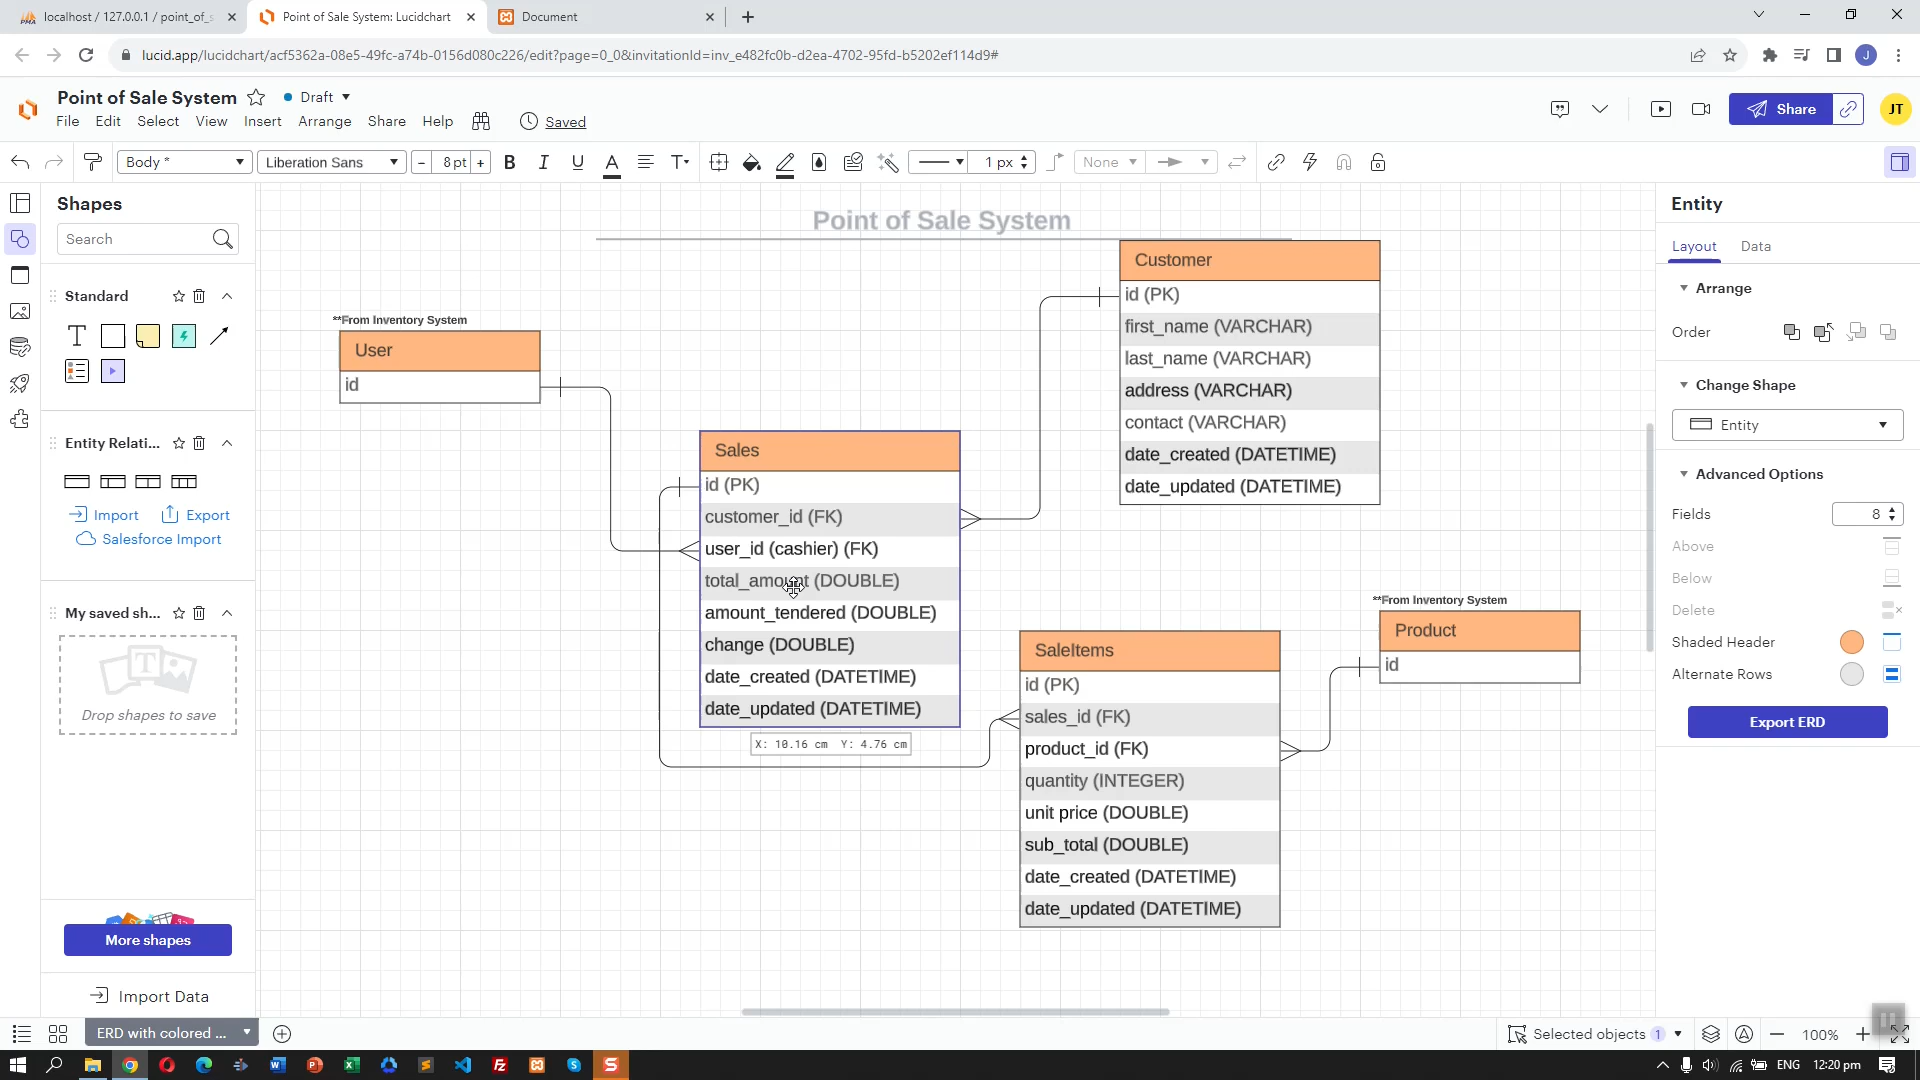 localhost / 127.0.0.1 / point_of_s
Point of Sale System: Lucidchart
Document
lucid.app/lucidchart/acf5362a-08e5-49fc-a74b-0156d080c226/edit?page=0_0&invitationId=inv_e482fc0b-d2ea-4702-95fd-b5202ef114d9#
J
Point of Sale System
Draft
File Edit Select View Insert Arrange Share Help
Saved
Share
JT
Body *
Liberation Sans
- 8 pt +
B I U A T
1 px
None
Shapes
Search
Standard
T
Entity Relati...
Import
Export
Salesforce Import
My saved sh...
T
Drop shapes to save
More shapes
Import Data
Point of Sale System
**From Inventory System
User
id
Customer
id (PK)
first_name (VARCHAR)
last_name (VARCHAR)
address (VARCHAR)
contact (VARCHAR)
date_created (DATETIME)
date_updated (DATETIME)
Sales
id (PK)
customer_id (FK)
user_id (cashier) (FK)
total_amount (DOUBLE)
amount_tendered (DOUBLE)
change (DOUBLE)
date_created (DATETIME)
date_updated (DATETIME)
X: 10.16 cm Y: 4.76 cm
SaleItems
id (PK)
sales_id (FK)
product_id (FK)
quantity (INTEGER)
unit price (DOUBLE)
sub_total (DOUBLE)
date_created (DATETIME)
date_updated (DATETIME)
**From Inventory System
Product
id
Entity
Layout
Data
Arrange
Order
Change Shape
Entity
Advanced Options
Fields
8
Above
Below
Delete
Shaded Header
Alternate Rows
Export ERD
ERD with colored ...
Selected objects 1
100%
ENG
12:20 pm